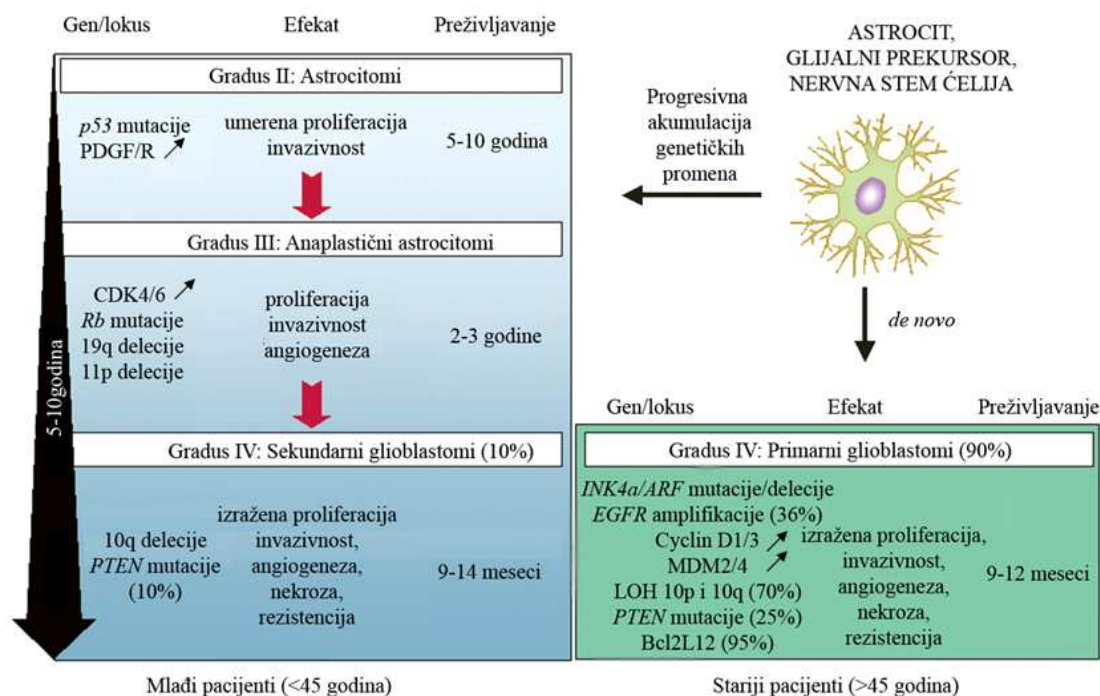 Gen/lokus Efekat Preživljavanje
Gradus II: Astrocitomi
p53 mutacije
PDGF/R
umerena proliferacija
invazivnost
5-10 godina
Gradus III: Anaplastični astrocitomi
CDK4/6
Rb mutacije
19q delecije
11p delecije
proliferacija
invazivnost
angiogeneza
2-3 godine
Gradus IV: Sekundarni glioblastomi (10%)
10q delecije
PTEN mutacije
(10%)
izražena proliferacija
invazivnost,
angiogeneza,
nekroza,
rezistencija
9-14 meseci
5-10godina
Mlađi pacijenti (<45 godina)
ASTROCIT,
GLIJALNI PREKURSOR,
NERVNA STEM ĆELIJA
Progresivna
akumulacija
genetičkih
promena
de novo
Gen/lokus Efekat Preživljavanje
Gradus IV: Primarni glioblastomi (90%)
INK4a/ARF mutacije/delecije
EGFR amplifikacije (36%)
Cyclin D1/3
MDM2/4
LOH 10p i 10q (70%)
PTEN mutacije (25%)
Bcl2L12 (95%)
izražena proliferacija,
invazivnost,
angiogeneza,
nekroza,
rezistencija
9-12 meseci
Stariji pacijenti (>45 godina)